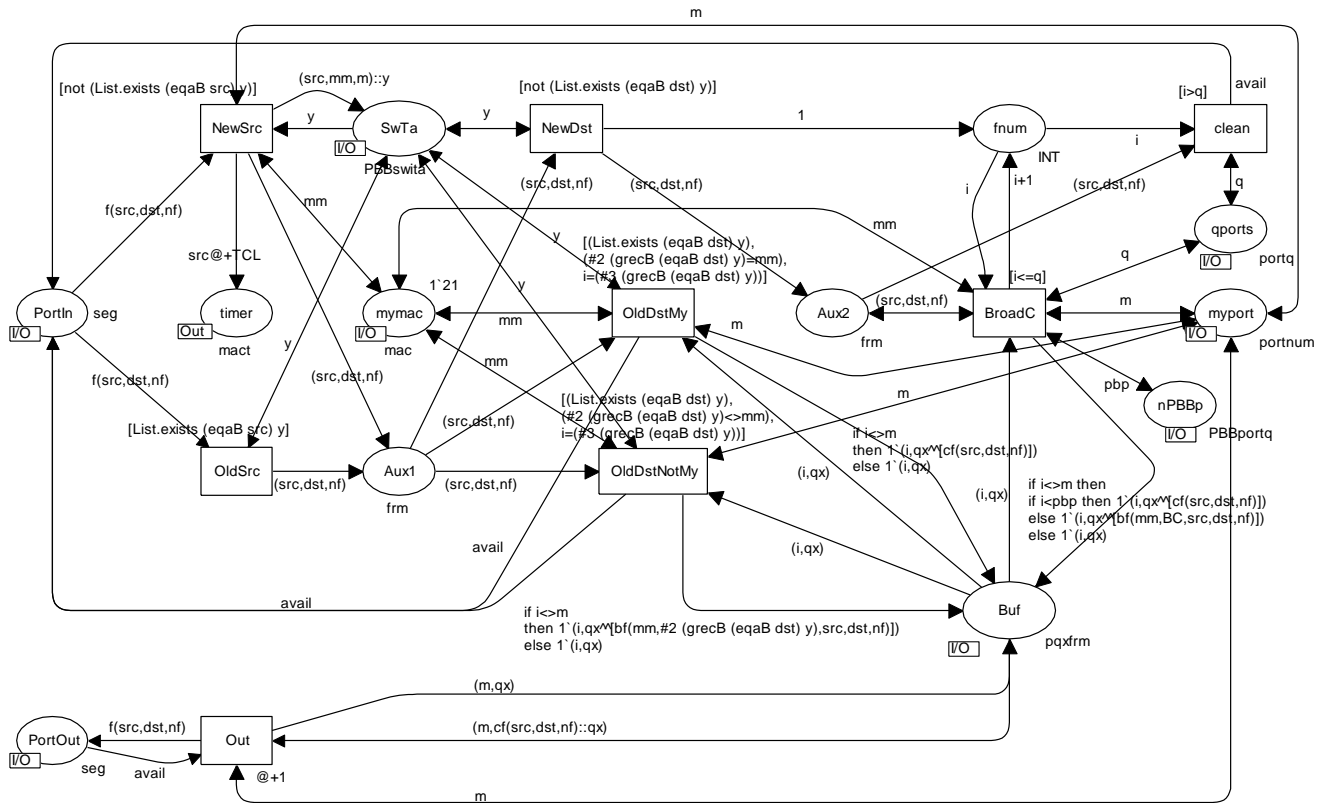 m
[not (List.exists (eqaB src) y)]
(src,mm,m)::y
[not (List.exists (eqaB dst) y)]
avail
[i>q]
NewSrc
y
SwTa
I/O
PBBswita
y
NewDst
1
fnum
INT
i
clean
(src,dst,nf)
(src,dst,nf)
i
i+1
(src,dst,nf)
q
f(src,dst,nf)
mm
mm
qports
I/O
portq
y
[(List.exists (eqaB dst) y),
(#2 (grecB (eqaB dst) y)=mm),
i=(#3 (grecB (eqaB dst) y))]
src@+TCL
q
[i<=q]
y
1`21
PortIn
I/O
seg
timer
Out
mact
mymac
I/O
mac
mm
OldDstMy
Aux2
frm
(src,dst,nf)
BroadC
m
myport
I/O
portnum
m
y
mm
f(src,dst,nf)
(src,dst,nf)
pbp
nPBBp
I/O
PBBportq
m
[(List.exists (eqaB dst) y),
(#2 (grecB (eqaB dst) y)<>mm),
i=(#3 (grecB (eqaB dst) y))]
(src,dst,nf)
[List.exists (eqaB src) y]
if i<>m
then 1`(i,qx^^[cf(src,dst,nf)])
else 1`(i,qx)
OldSrc
(src,dst,nf)
Aux1
frm
(src,dst,nf)
OldDstNotMy
(i,qx)
(i,qx)
if i<>m then
if i<pbp then 1`(i,qx^^[cf(src,dst,nf)])
else 1`(i,qx^^[bf(mm,BC,src,dst,nf)])
else 1`(i,qx)
avail
(i,qx)
avail
if i<>m
then 1`(i,qx^^[bf(mm,#2 (grecB (eqaB dst) y),src,dst,nf)])
else 1`(i,qx)
Buf
I/O
pqxfrm
(m,qx)
PortOut
I/O
seg
f(src,dst,nf)
avail
Out
@+1
(m,cf(src,dst,nf)::qx)
m